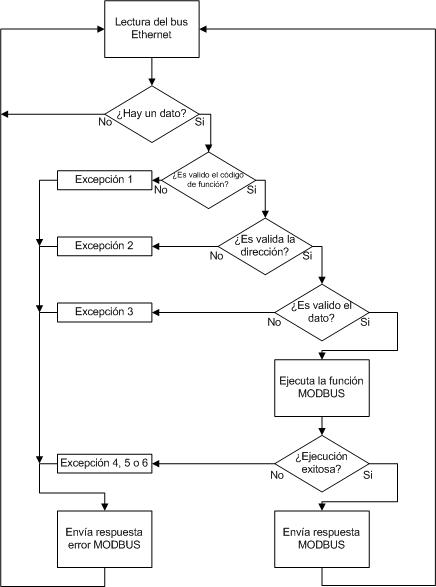 Lectura del bus
Ethernet
¿Hay un dato?
No
Si
¿Es valido el código
de función?
Excepción 1
No
Si
¿Es valida la
dirección?
Excepción 2
No
Si
¿Es valido el
dato?
Excepción 3
No
Si
Ejecuta la función
MODBUS
¿Ejecución
exitosa?
Excepción 4, 5 o 6
No
Si
Envía respuesta
error MODBUS
Envía respuesta
MODBUS